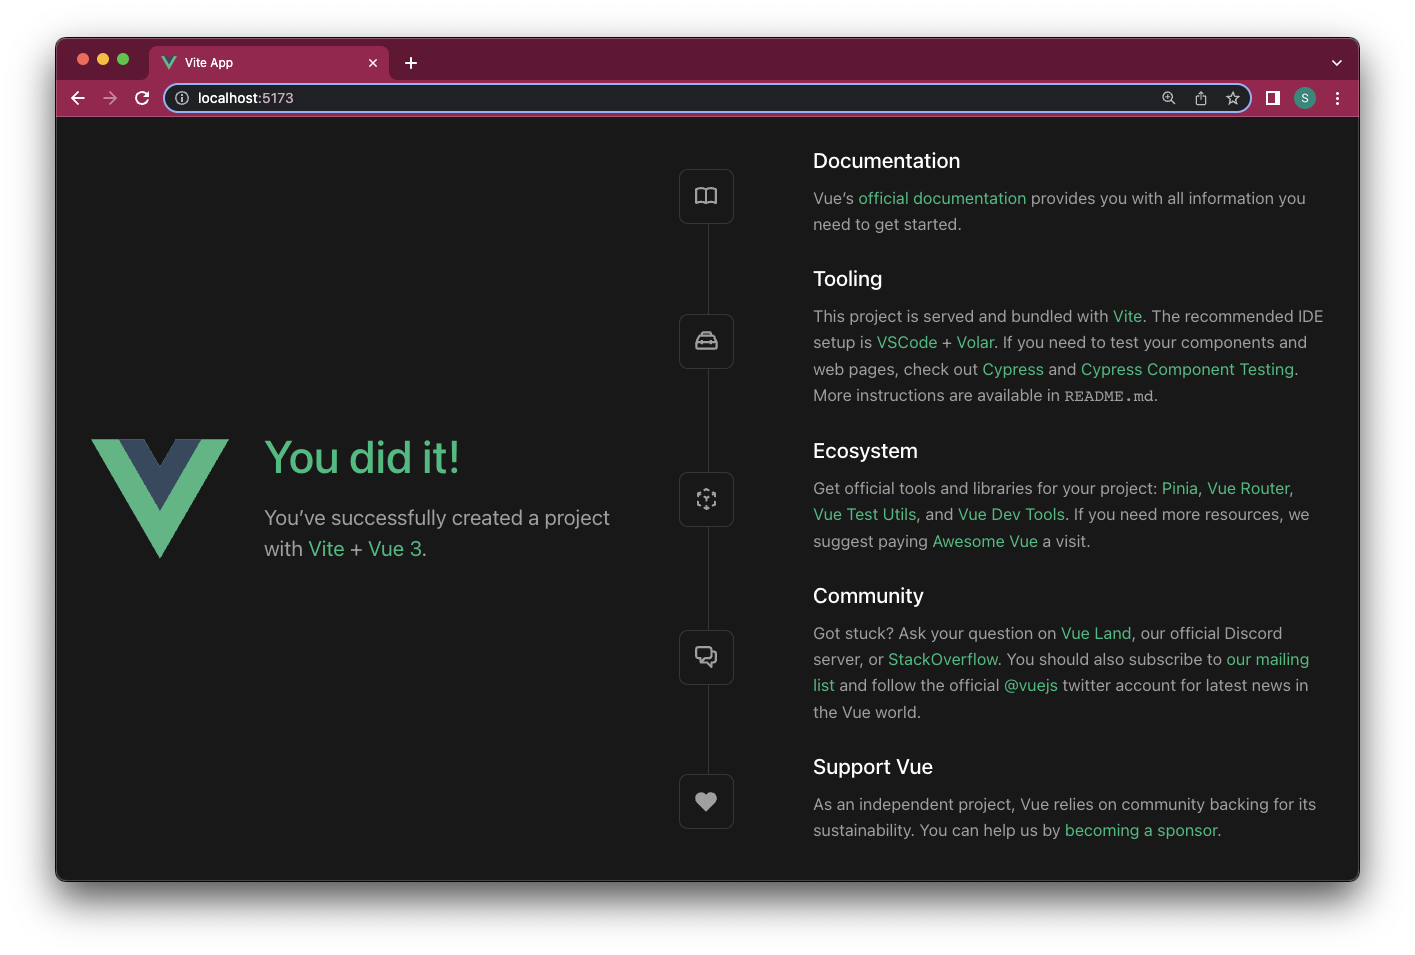 Vite App
localhost:5173
S
You did it!
You’ve successfully created a project
with Vite + Vue 3.
Documentation
Vue’s official documentation provides you with all information you
need to get started.
Tooling
This project is served and bundled with Vite. The recommended IDE
setup is VSCode + Volar. If you need to test your components and
web pages, check out Cypress and Cypress Component Testing.
More instructions are available in README.md.
Ecosystem
Get official tools and libraries for your project: Pinia, Vue Router,
Vue Test Utils, and Vue Dev Tools. If you need more resources, we
suggest paying Awesome Vue a visit.
Community
Got stuck? Ask your question on Vue Land, our official Discord
server, or StackOverflow. You should also subscribe to our mailing
list and follow the official @vuejs twitter account for latest news in
the Vue world.
Support Vue
As an independent project, Vue relies on community backing for its
sustainability. You can help us by becoming a sponsor.